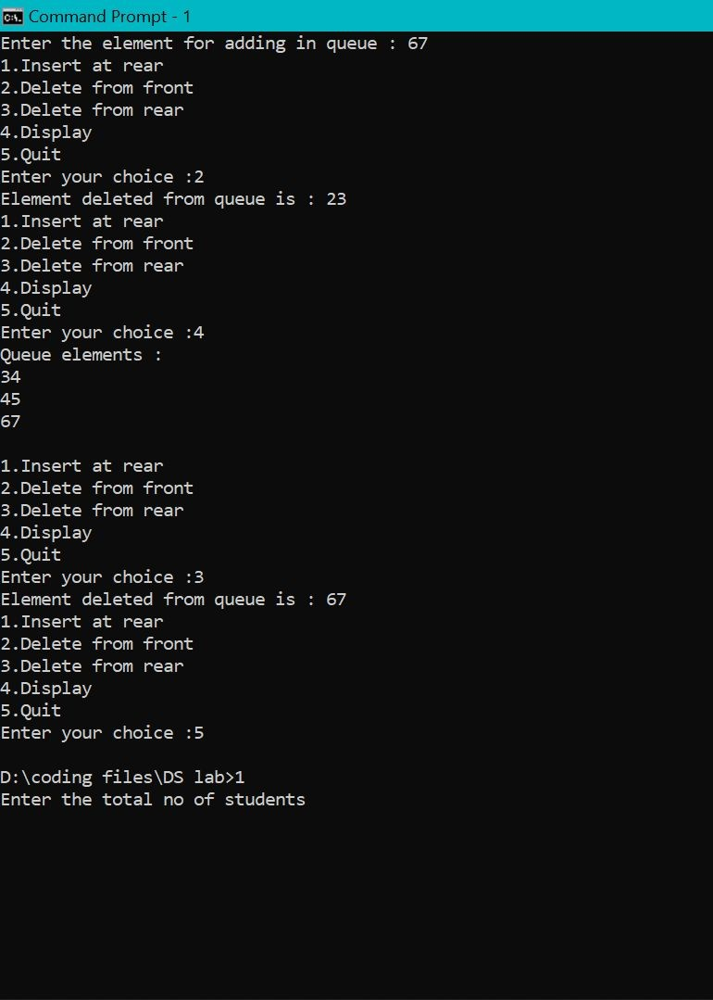 Command Prompt - 1
Enter the element for adding in queue : 67
1.Insert at rear
2.Delete from front
3.Delete from rear
4.Display
5.Quit
Enter your choice :2
Element deleted from queue is : 23
1.Insert at rear
2.Delete from front
3.Delete from rear
4.Display
5.Quit
Enter your choice :4
Queue elements :
34
45
67
1.Insert at rear
2.Delete from front
3.Delete from rear
4.Display
5.Quit
Enter your choice :3
Element deleted from queue is : 67
1.Insert at rear
2.Delete from front
3.Delete from rear
4.Display
5.Quit
Enter your choice :5
D:\coding files\DS lab>1
Enter the total no of students